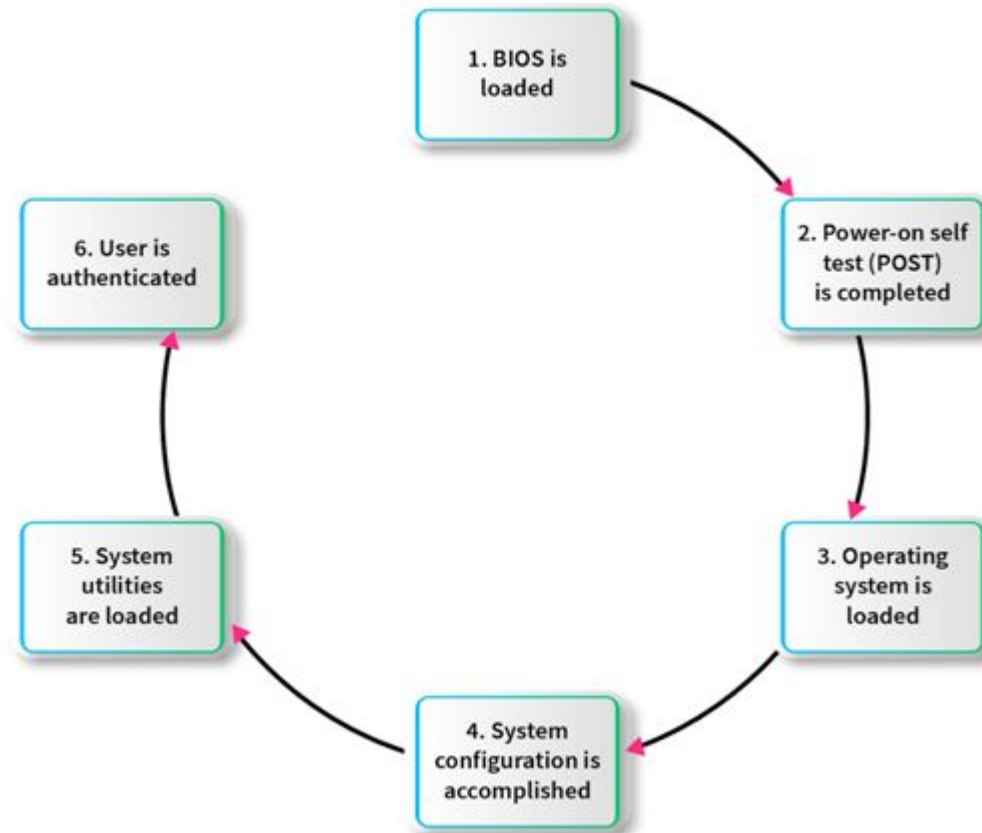 1. BIOS is
loaded
2. Power-on self
test (POST)
is completed
3. Operating
system is
loaded
4. System
configuration is
accomplished
5. System
utilities
are loaded
6. User is
authenticated